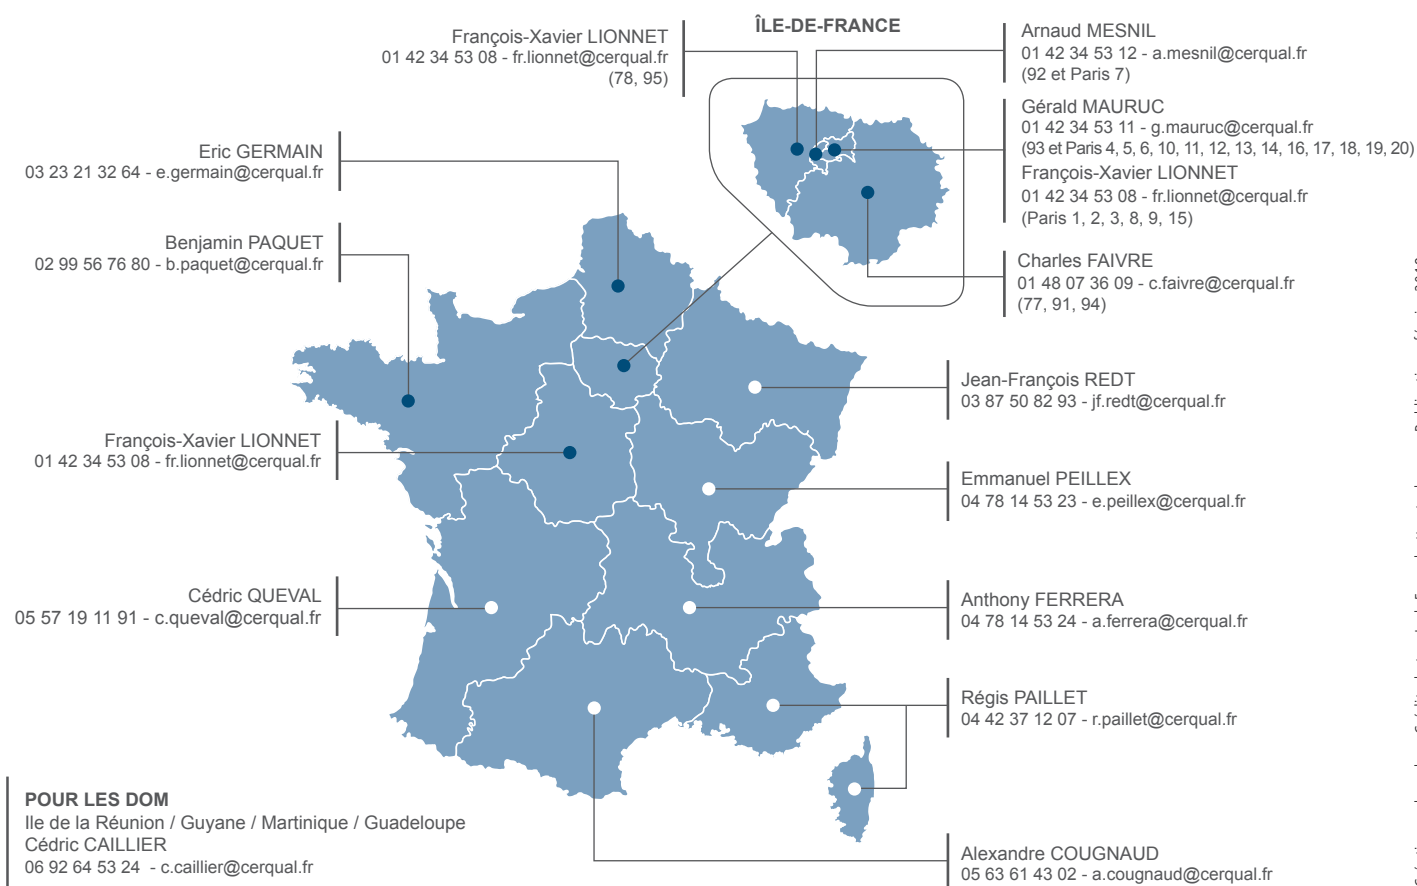 ÎLE-DE-FRANCE
François-Xavier LIONNET
01 42 34 53 08 - fr.lionnet@cerqual.fr
(78, 95)
Arnaud MESNIL
01 42 34 53 12 - a.mesnil@cerqual.fr
(92 et Paris 7)
Gérald MAURUC
01 42 34 53 11 - g.mauruc@cerqual.fr
(93 et Paris 4, 5, 6, 10, 11, 12, 13, 14, 16, 17, 18, 19, 20)
François-Xavier LIONNET
01 42 34 53 08 - fr.lionnet@cerqual.fr
(Paris 1, 2, 3, 8, 9, 15)
Charles FAIVRE
01 48 07 36 09 - c.faivre@cerqual.fr
(77, 91, 94)
Eric GERMAIN
03 23 21 32 64 - e.germain@cerqual.fr
Benjamin PAQUET
02 99 56 76 80 - b.paquet@cerqual.fr
François-Xavier LIONNET
01 42 34 53 08 - fr.lionnet@cerqual.fr
Cédric QUEVAL
05 57 19 11 91 - c.queval@cerqual.fr
Jean-François REDT
03 87 50 82 93 - jf.redt@cerqual.fr
Emmanuel PEILLEX
04 78 14 53 23 - e.peillex@cerqual.fr
Anthony FERRERA
04 78 14 53 24 - a.ferrera@cerqual.fr
Régis PAILLET
04 42 37 12 07 - r.paillet@cerqual.fr
Alexandre COUGNAUD
05 63 61 43 02 - a.cougnaud@cerqual.fr
POUR LES DOM
Ile de la Réunion / Guyane / Martinique / Guadeloupe
Cédric CAILLIER
06 92 64 53 24 - c.caillier@cerqual.fr